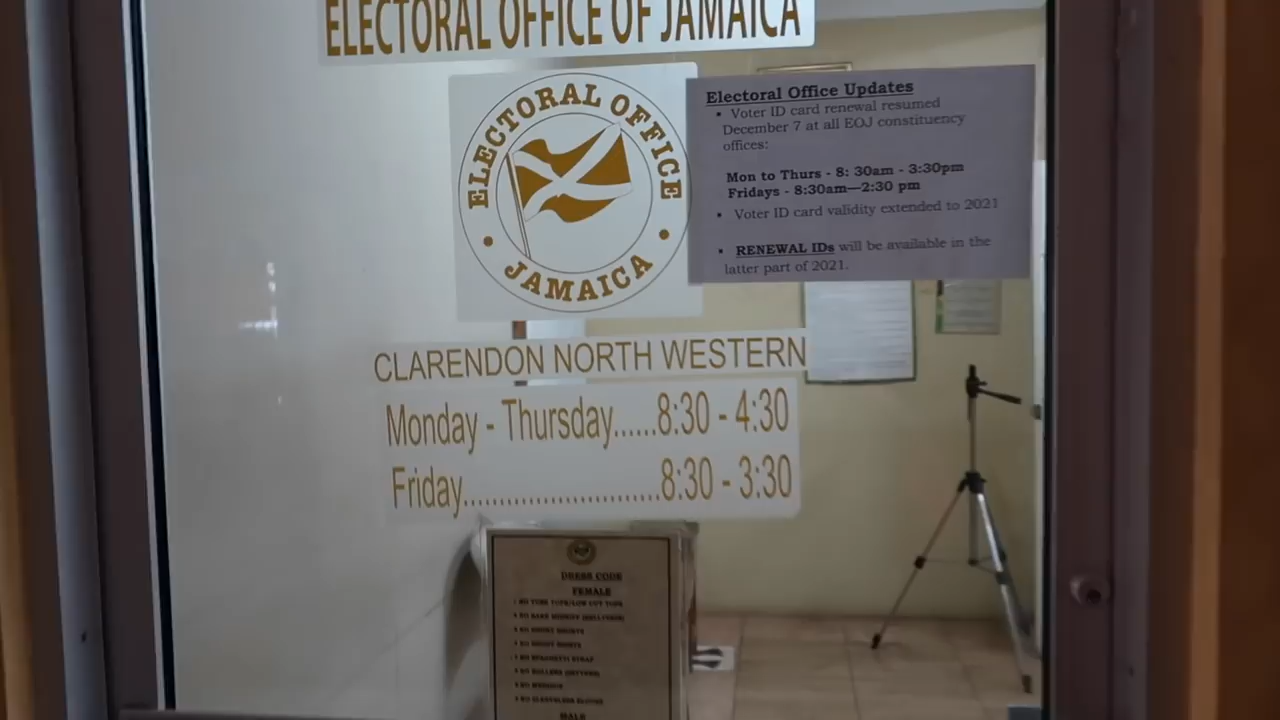 ELECTORAL OFFICE OF JAMAICA
ELECTORAL OFFICE
JAMAICA
Electoral Office Updates
▪ Voter ID card renewal resumed
December 7 at all EOJ constituency
offices:
Mon to Thurs - 8: 30am - 3:30pm
Fridays - 8:30am—2:30 pm
▪ Voter ID card validity extended to 2021
▪ RENEWAL IDs will be available in the
latter part of 2021.
CLARENDON NORTH WESTERN
Monday - Thursday......8:30 - 4:30
Friday...........................8:30 - 3:30
DRESS CODE
FEMALE
MALE